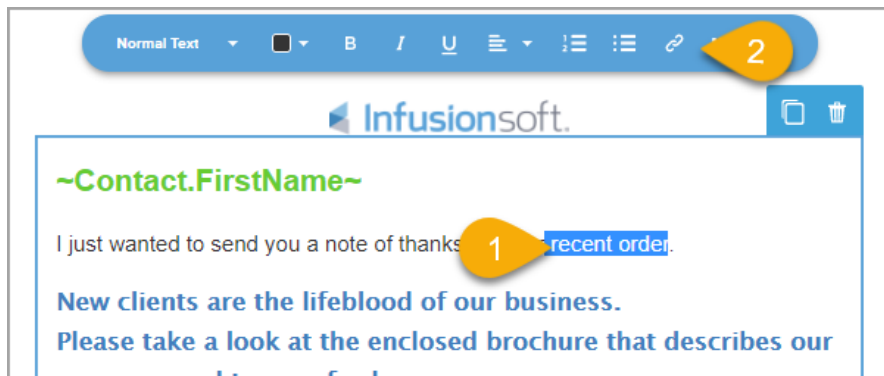 Normal Text B I U 2
Infusionsoft.
~Contact.FirstName~
I just wanted to send you a note of thanks 1 recent order.
New clients are the lifeblood of our business.
Please take a look at the enclosed brochure that describes our